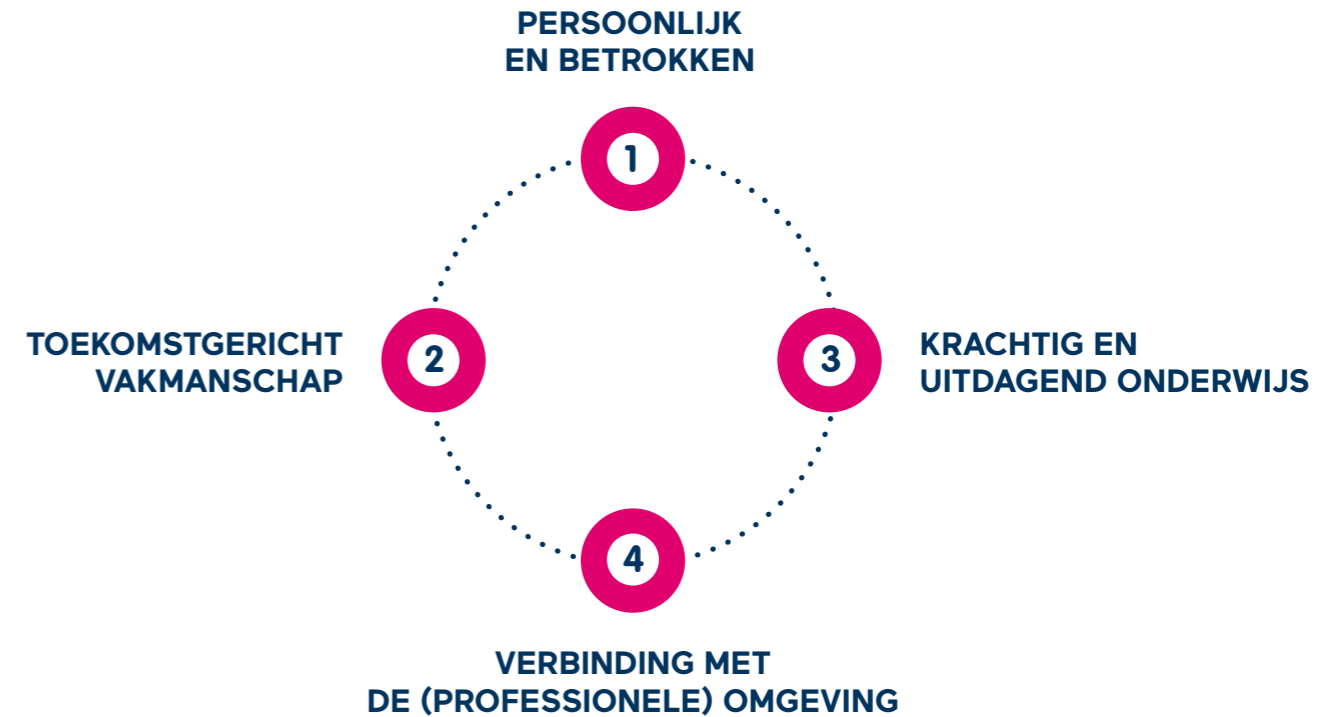 PERSOONLIJK
EN BETROKKEN
1
TOEKOMSTGERICHT
VAKMANSCHAP
2
3
KRACHTIG EN
UITDAGEND ONDERWIJS
4
VERBINDING MET
DE (PROFESSIONELE) OMGEVING